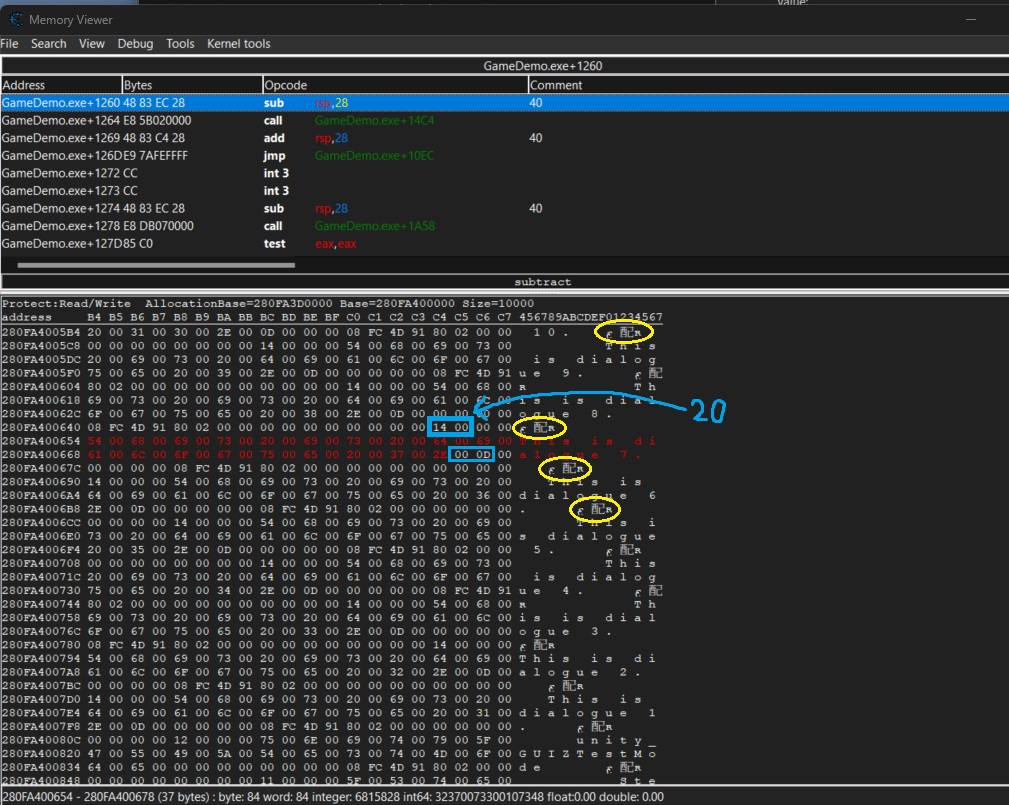 Value:
Memory Viewer
File Search View Debug Tools Kernel tools
GameDemo.exe+1260
Address Bytes Opcode Comment
GameDemo.exe+1260 48 83 EC 28 sub rsp,28 40
GameDemo.exe+1264 E8 5B020000 call GameDemo.exe+14C4
GameDemo.exe+1269 48 83 C4 28 add rsp,28 40
GameDemo.exe+126D E9 7AFEFFFF jmp GameDemo.exe+10EC
GameDemo.exe+1272 CC int 3
GameDemo.exe+1273 CC int 3
GameDemo.exe+1274 48 83 EC 28 sub rsp,28 40
GameDemo.exe+1278 E8 DB070000 call GameDemo.exe+1A58
GameDemo.exe+127D 85 C0 test eax,eax
subtract
Protect:Read/Write AllocationBase=280FA3D0000 Base=280FA400000 Size=10000
address B4 B5 B6 B7 B8 B9 BA BB BC BD BE BF C0 C1 C2 C3 C4 C5 C6 C7 456789ABCDEF01234567
280FA4005B4 20 00 31 00 30 00 2E 00 0D 00 00 00 08 FC 4D 91 80 02 00 00 1 0 . 配
280FA4005C8 00 00 00 00 00 00 00 00 14 00 00 00 54 00 68 00 69 00 73 00 T h i s
280FA4005DC 20 00 69 00 73 00 20 00 64 00 69 00 61 00 6C 00 6F 00 67 00 i s d i a l o g
280FA4005F0 75 00 65 00 20 00 39 00 2E 00 0D 00 00 00 00 00 08 FC 4D 91 u e 9 . 配
280FA400604 80 02 00 00 00 00 00 00 00 00 00 00 14 00 00 00 54 00 68 00 T h
280FA400618 69 00 73 00 20 00 69 00 73 00 20 00 64 00 69 00 61 00 6C 00 i s i s d i a l
280FA40062C 6F 00 67 00 75 00 65 00 20 00 38 00 2E 00 0D 00 00 00 00 00 o g u e 8 .
20
280FA400640 08 FC 4D 91 80 02 00 00 00 00 00 00 00 00 00 00 14 00 00 00 配
280FA400654 54 00 68 00 69 00 73 00 20 00 69 00 73 00 20 00 64 00 69 00 T h i s i s d i
280FA400668 61 00 6C 00 6F 00 67 00 75 00 65 00 20 00 37 00 2E 00 0D 00 a l o g u e 7 .
280FA40067C 00 00 00 00 08 FC 4D 91 80 02 00 00 00 00 00 00 00 00 00 00 配
280FA400690 14 00 00 00 54 00 68 00 69 00 73 00 20 00 69 00 73 00 20 00 T h i s i s
280FA4006A4 64 00 69 00 61 00 6C 00 6F 00 67 00 75 00 65 00 20 00 36 00 d i a l o g u e 6
280FA4006B8 2E 00 0D 00 00 00 00 00 08 FC 4D 91 80 02 00 00 00 00 00 00 . 配
280FA4006CC 00 00 00 00 14 00 00 00 54 00 68 00 69 00 73 00 20 00 69 00 T h i s i
280FA4006E0 73 00 20 00 64 00 69 00 61 00 6C 00 6F 00 67 00 75 00 65 00 s d i a l o g u e
280FA4006F4 20 00 35 00 2E 00 0D 00 00 00 00 00 08 FC 4D 91 80 02 00 00 5 . 配
280FA400708 00 00 00 00 00 00 00 00 14 00 00 00 54 00 68 00 69 00 73 00 T h i s
280FA40071C 20 00 69 00 73 00 20 00 64 00 69 00 61 00 6C 00 6F 00 67 00 i s d i a l o g
280FA400730 75 00 65 00 20 00 34 00 2E 00 0D 00 00 00 00 00 08 FC 4D 91 u e 4 . 配
280FA400744 80 02 00 00 00 00 00 00 00 00 00 00 14 00 00 00 54 00 68 00 T h
280FA400758 69 00 73 00 20 00 69 00 73 00 20 00 64 00 69 00 61 00 6C 00 i s i s d i a l
280FA40076C 6F 00 67 00 75 00 65 00 20 00 33 00 2E 00 0D 00 00 00 00 00 o g u e 3 .
280FA400780 08 FC 4D 91 80 02 00 00 00 00 00 00 00 00 00 00 14 00 00 00 配
280FA400794 54 00 68 00 69 00 73 00 20 00 69 00 73 00 20 00 64 00 69 00 T h i s i s d i
280FA4007A8 61 00 6C 00 6F 00 67 00 75 00 65 00 20 00 32 00 2E 00 0D 00 a l o g u e 2 .
280FA4007BC 00 00 00 00 08 FC 4D 91 80 02 00 00 00 00 00 00 00 00 00 00 配
280FA4007D0 14 00 00 00 54 00 68 00 69 00 73 00 20 00 69 00 73 00 20 00 T h i s i s
280FA4007E4 64 00 69 00 61 00 6C 00 6F 00 67 00 75 00 65 00 20 00 31 00 d i a l o g u e 1
280FA4007F8 2E 00 0D 00 00 00 00 00 08 FC 4D 91 80 02 00 00 00 00 00 00 . 配
280FA40080C 00 00 00 00 12 00 00 00 75 00 6E 00 69 00 74 00 79 00 5F 00 u n i t y _
280FA400820 47 00 55 00 49 00 5A 00 54 00 65 00 73 00 74 00 4D 00 6F 00 G U I Z T e s t M o
280FA400834 64 00 65 00 00 00 00 00 00 00 00 00 08 FC 4D 91 80 02 00 00 d e 配
280FA400848 00 00 00 00 00 00 00 00 11 00 00 00 5F 00 53 00 74 00 65 00 _ S t e
280FA400654 - 280FA400678 (37 bytes) : byte: 84 word: 84 integer: 6815828 int64: 32370073300107348 float:0.00 double: 0.00